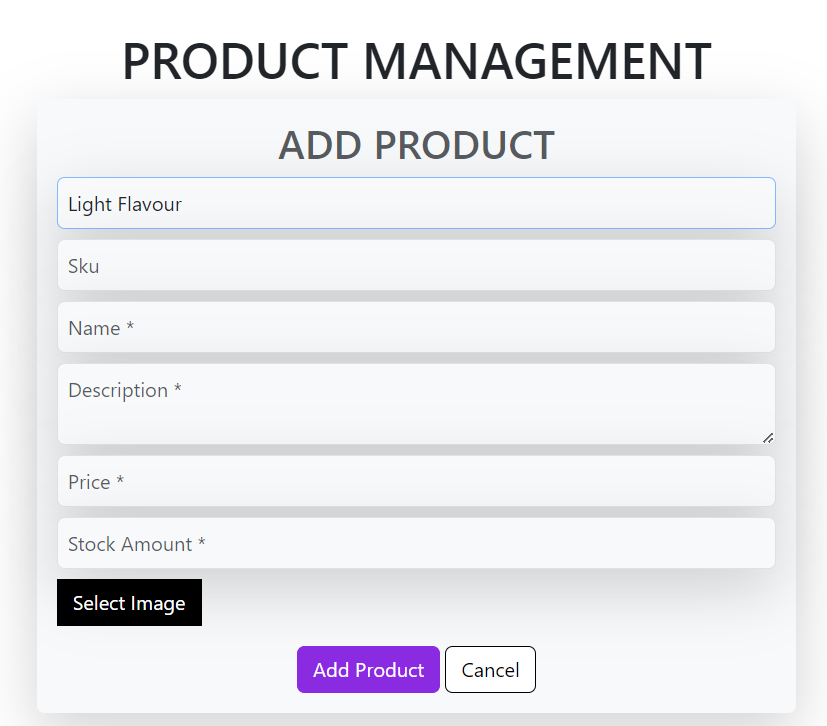 PRODUCT MANAGEMENT
ADD PRODUCT
Light Flavour
Sku
Name *
Description *
Price *
Stock Amount *
Select Image
Add Product Cancel